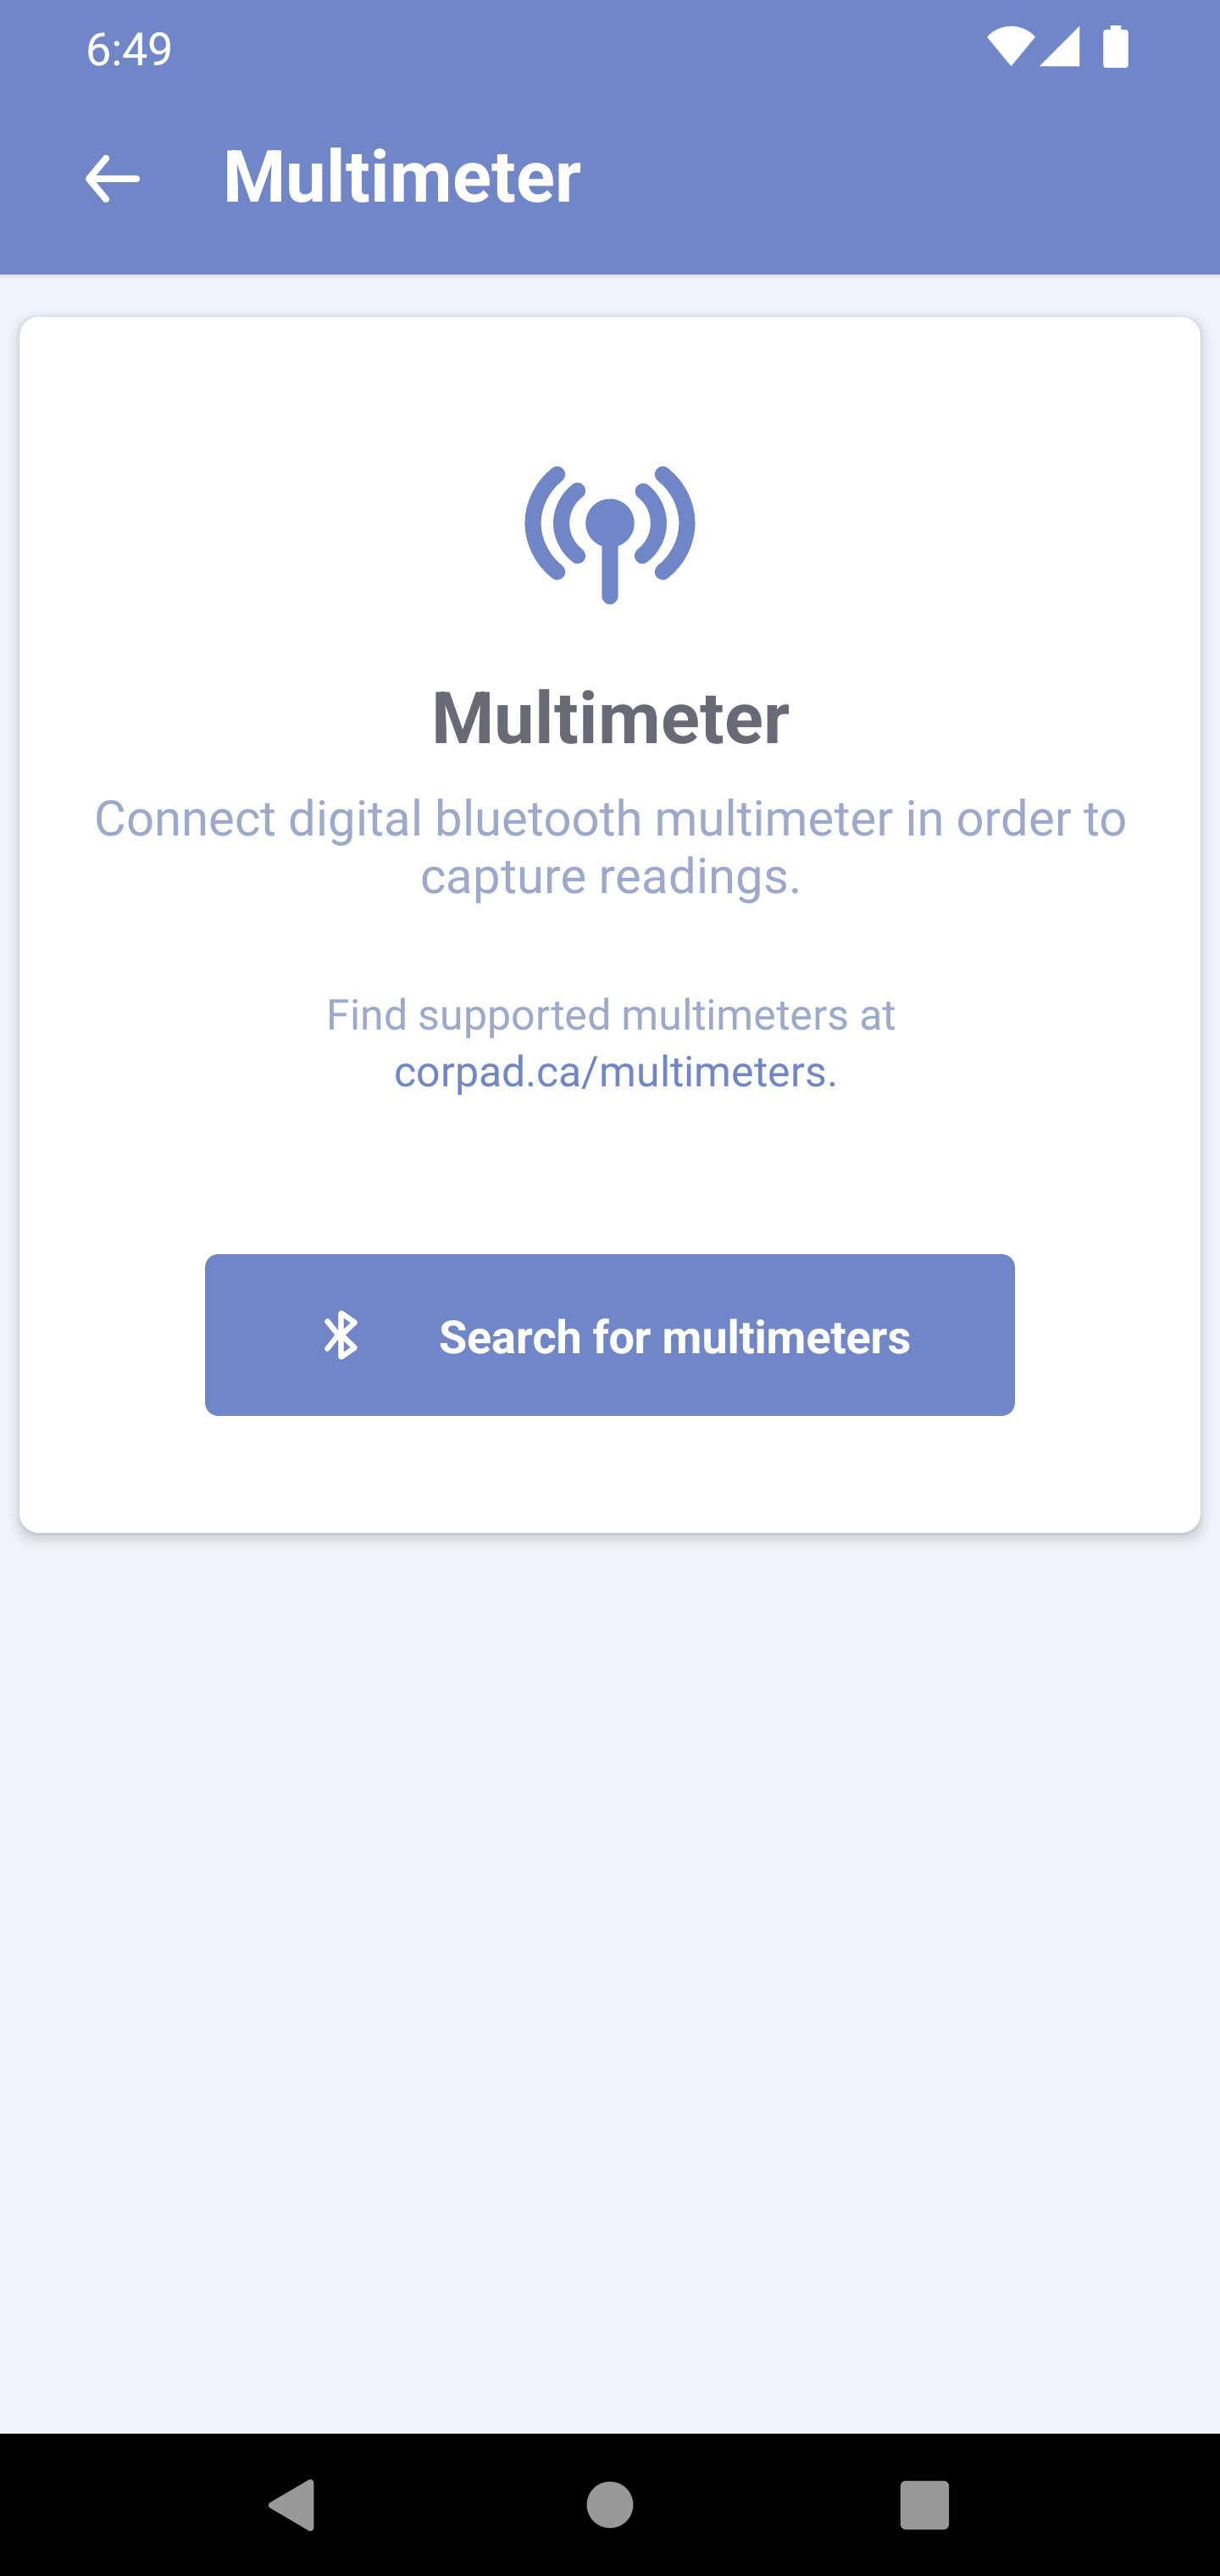 6:49
Multimeter
Multimeter
Connect digital bluetooth multimeter in order to
capture readings.
Find supported multimeters at
corpad.ca/multimeters.
Search for multimeters